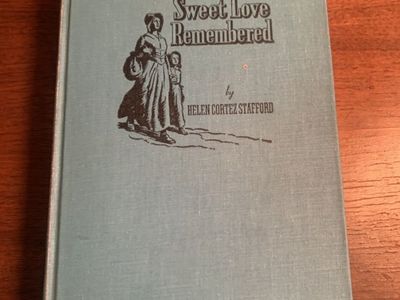 Sweet Love
Remembered
by
HELEN CORTEZ STAFFORD